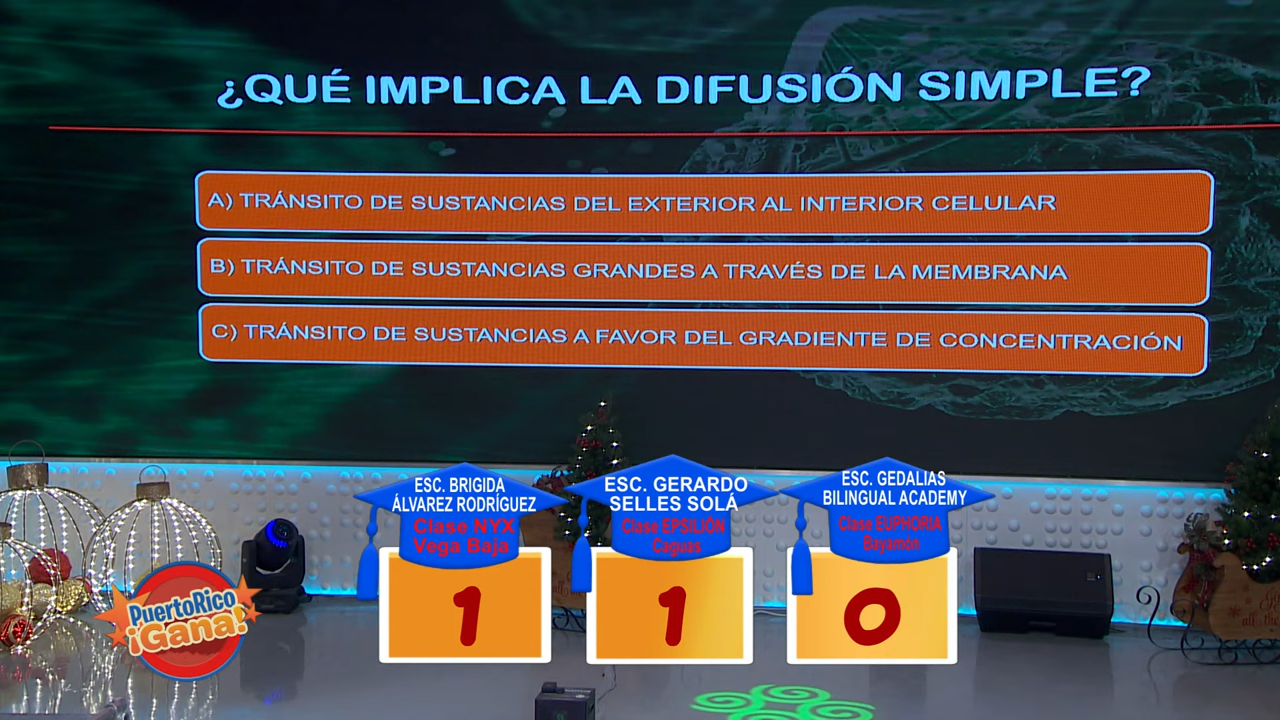 ¿QUÉ IMPLICA LA DIFUSIÓN SIMPLE?
A) TRÁNSITO DE SUSTANCIAS DEL EXTERIOR AL INTERIOR CELULAR
B) TRÁNSITO DE SUSTANCIAS GRANDES A TRAVÉS DE LA MEMBRANA
C) TRÁNSITO DE SUSTANCIAS A FAVOR DEL GRADIENTE DE CONCENTRACIÓN
ESC. BRIGIDA
ÁLVAREZ RODRÍGUEZ
Clase NYX
Vega Baja
1
ESC. GERARDO
SELLES SOLÁ
Clase EPSILIÓN
Caguas
1
ESC. GEDALIAS
BILINGUAL ACADEMY
Clase EUPHORIA
Bayamón
0
PuertoRico
¡Gana!